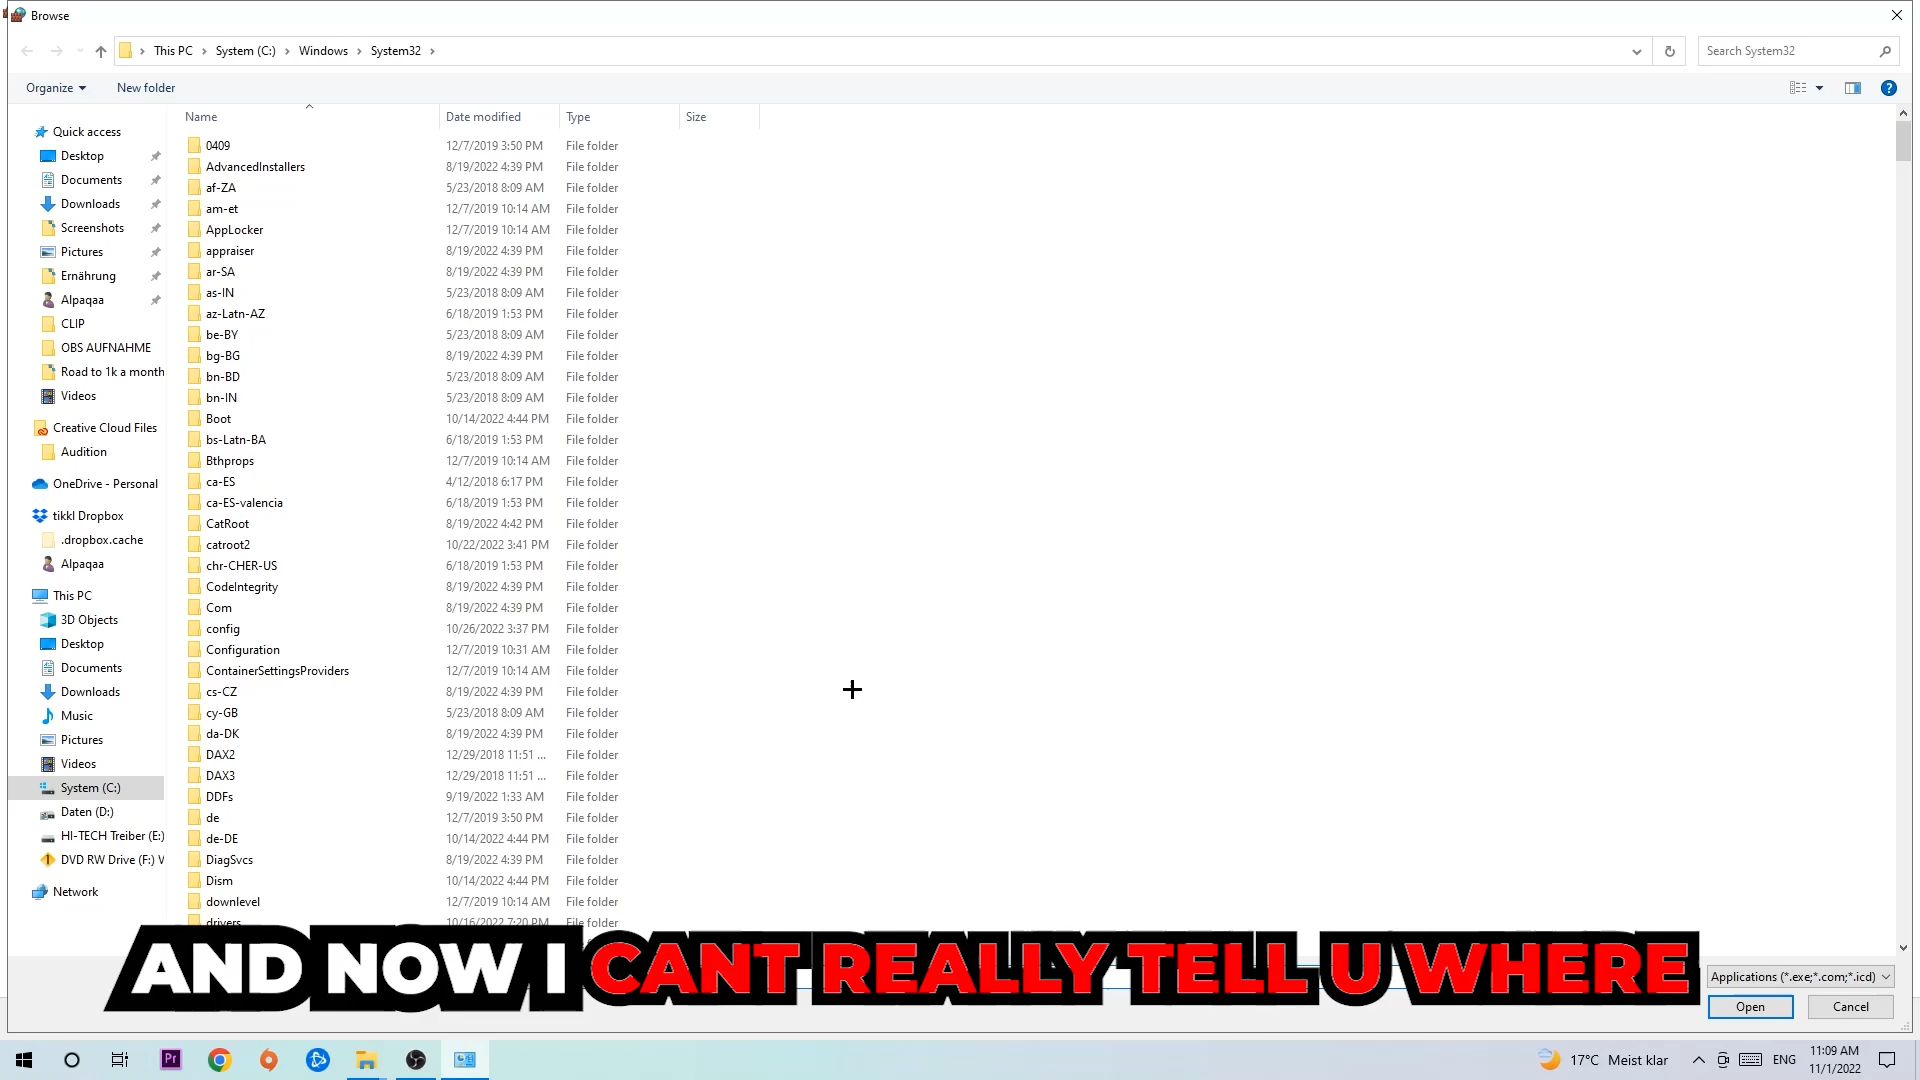 Browse
This PC > System (C:) > Windows > System32 >
Search System32
Organize
New folder
Name Date modified Type Size
Quick access
Desktop
Documents
Downloads
Screenshots
Pictures
Ernährung
Alpaqaa
CLIP
OBS AUFNAHME
Road to 1k a month
Videos
Creative Cloud Files
Audition
OneDrive - Personal
tikkl Dropbox
.dropbox.cache
Alpaqaa
This PC
3D Objects
Desktop
Documents
Downloads
Music
Pictures
Videos
System (C:)
Daten (D:)
HI-TECH Treiber (E:)
DVD RW Drive (F:) V
Network
0409 12/7/2019 3:50 PM File folder
AdvancedInstallers 8/19/2022 4:39 PM File folder
af-ZA 5/23/2018 8:09 AM File folder
am-et 12/7/2019 10:14 AM File folder
AppLocker 12/7/2019 10:14 AM File folder
appraiser 8/19/2022 4:39 PM File folder
ar-SA 8/19/2022 4:39 PM File folder
as-IN 5/23/2018 8:09 AM File folder
az-Latn-AZ 6/18/2019 1:53 PM File folder
be-BY 5/23/2018 8:09 AM File folder
bg-BG 8/19/2022 4:39 PM File folder
bn-BD 5/23/2018 8:09 AM File folder
bn-IN 5/23/2018 8:09 AM File folder
Boot 10/14/2022 4:44 PM File folder
bs-Latn-BA 6/18/2019 1:53 PM File folder
Bthprops 12/7/2019 10:14 AM File folder
ca-ES 4/12/2018 6:17 PM File folder
ca-ES-valencia 6/18/2019 1:53 PM File folder
CatRoot 8/19/2022 4:42 PM File folder
catroot2 10/22/2022 3:41 PM File folder
chr-CHER-US 6/18/2019 1:53 PM File folder
CodeIntegrity 8/19/2022 4:39 PM File folder
Com 8/19/2022 4:39 PM File folder
config 10/26/2022 3:37 PM File folder
Configuration 12/7/2019 10:31 AM File folder
ContainerSettingsProviders 12/7/2019 10:14 AM File folder
cs-CZ 8/19/2022 4:39 PM File folder
cy-GB 5/23/2018 8:09 AM File folder
da-DK 8/19/2022 4:39 PM File folder
DAX2 12/29/2018 11:51 ... File folder
DAX3 12/29/2018 11:51 ... File folder
DDFs 9/19/2022 1:33 AM File folder
de 12/7/2019 3:50 PM File folder
de-DE 10/14/2022 4:44 PM File folder
DiagSvcs 8/19/2022 4:39 PM File folder
Dism 10/14/2022 4:44 PM File folder
downlevel 12/7/2019 10:14 AM File folder
drivers 10/16/2022 7:20 PM File folder
AND NOW I CANT REALLY TELL U WHERE
Applications (*.exe;*.com;*.icd)
Open Cancel
Pr
17°C Meist klar
ENG
11:09 AM
11/1/2022